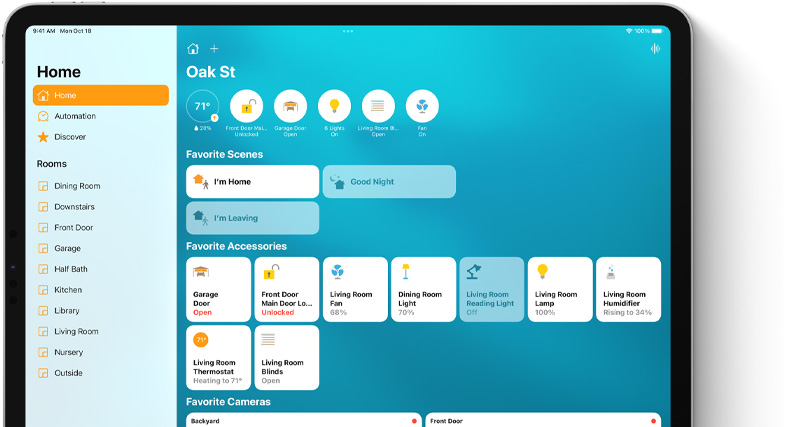 9:41 AM Mon Oct 18
100%
Home
Home
Automation
Discover
Rooms
Dining Room
Downstairs
Front Door
Garage
Half Bath
Kitchen
Library
Living Room
Nursery
Outside
Oak St
71°
28%
Front Door Mai...
Unlocked
Garage Door
Open
6 Lights
On
Living Room Bl...
Open
Fan
On
Favorite Scenes
I'm Home
Good Night
I'm Leaving
Favorite Accessories
Garage
Door
Open
Front Door
Main Door Lo...
Unlocked
Living Room
Fan
68%
Dining Room
Light
70%
Living Room
Reading Light
Off
Living Room
Lamp
100%
Living Room
Humidifier
Rising to 34%
71°
Living Room
Thermostat
Heating to 71°
Living Room
Blinds
Open
Favorite Cameras
Backyard
Front Door